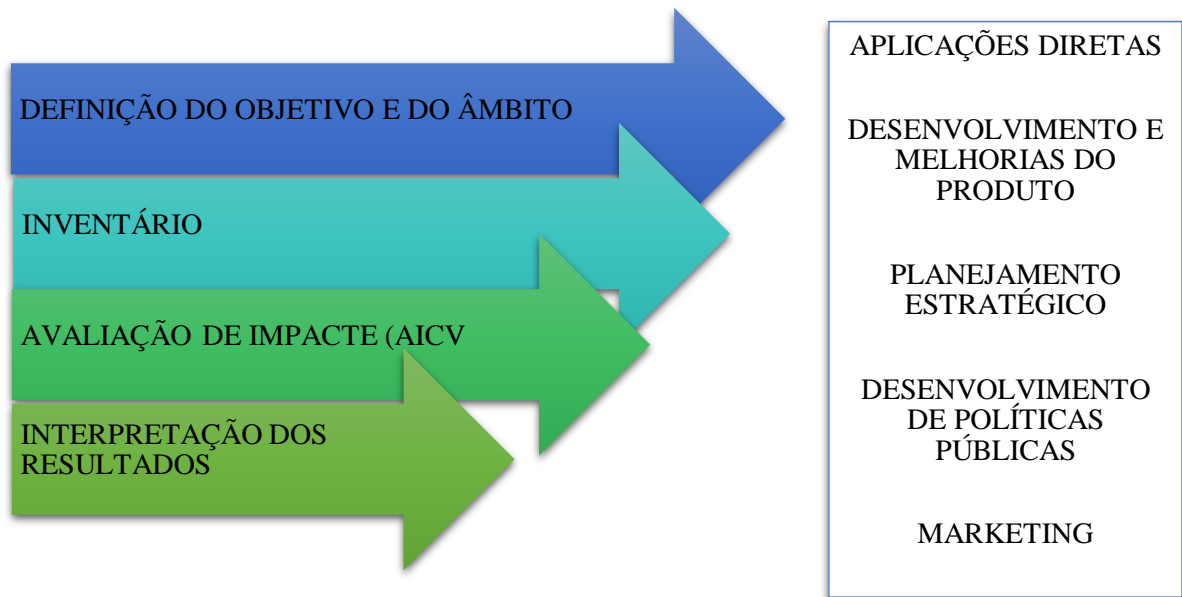 DEFINIÇÃO DO OBJETIVO E DO ÂMBITO
INVENTÁRIO
AVALIAÇÃO DE IMPACTE (AICV
INTERPRETAÇÃO DOS
RESULTADOS
APLICAÇÕES DIRETAS
DESENVOLVIMENTO E
MELHORIAS DO
PRODUTO
PLANEJAMENTO
ESTRATÉGICO
DESENVOLVIMENTO
DE POLÍTICAS
PÚBLICAS
MARKETING